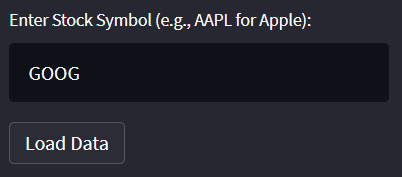 Enter Stock Symbol (e.g., AAPL for Apple):
GOOG
Load Data